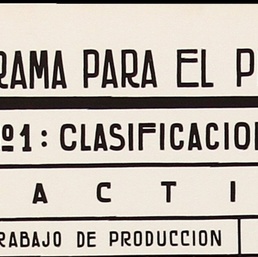 RAMA PARA EL P
º1: CLASIFICACION
A C T I
RABAJO DE PRODUCCION